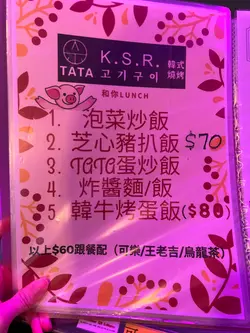 K.S.R. 韓式燒烤
TATA 고기구이
和你LUNCH
1. 泡菜炒飯
2. 芝心豬扒飯 $70
3. TATA蛋炒飯
4. 炸醬麵/飯
5. 韓牛烤蛋飯($80)
以上$60跟餐配（可樂/王老吉/烏龍茶）